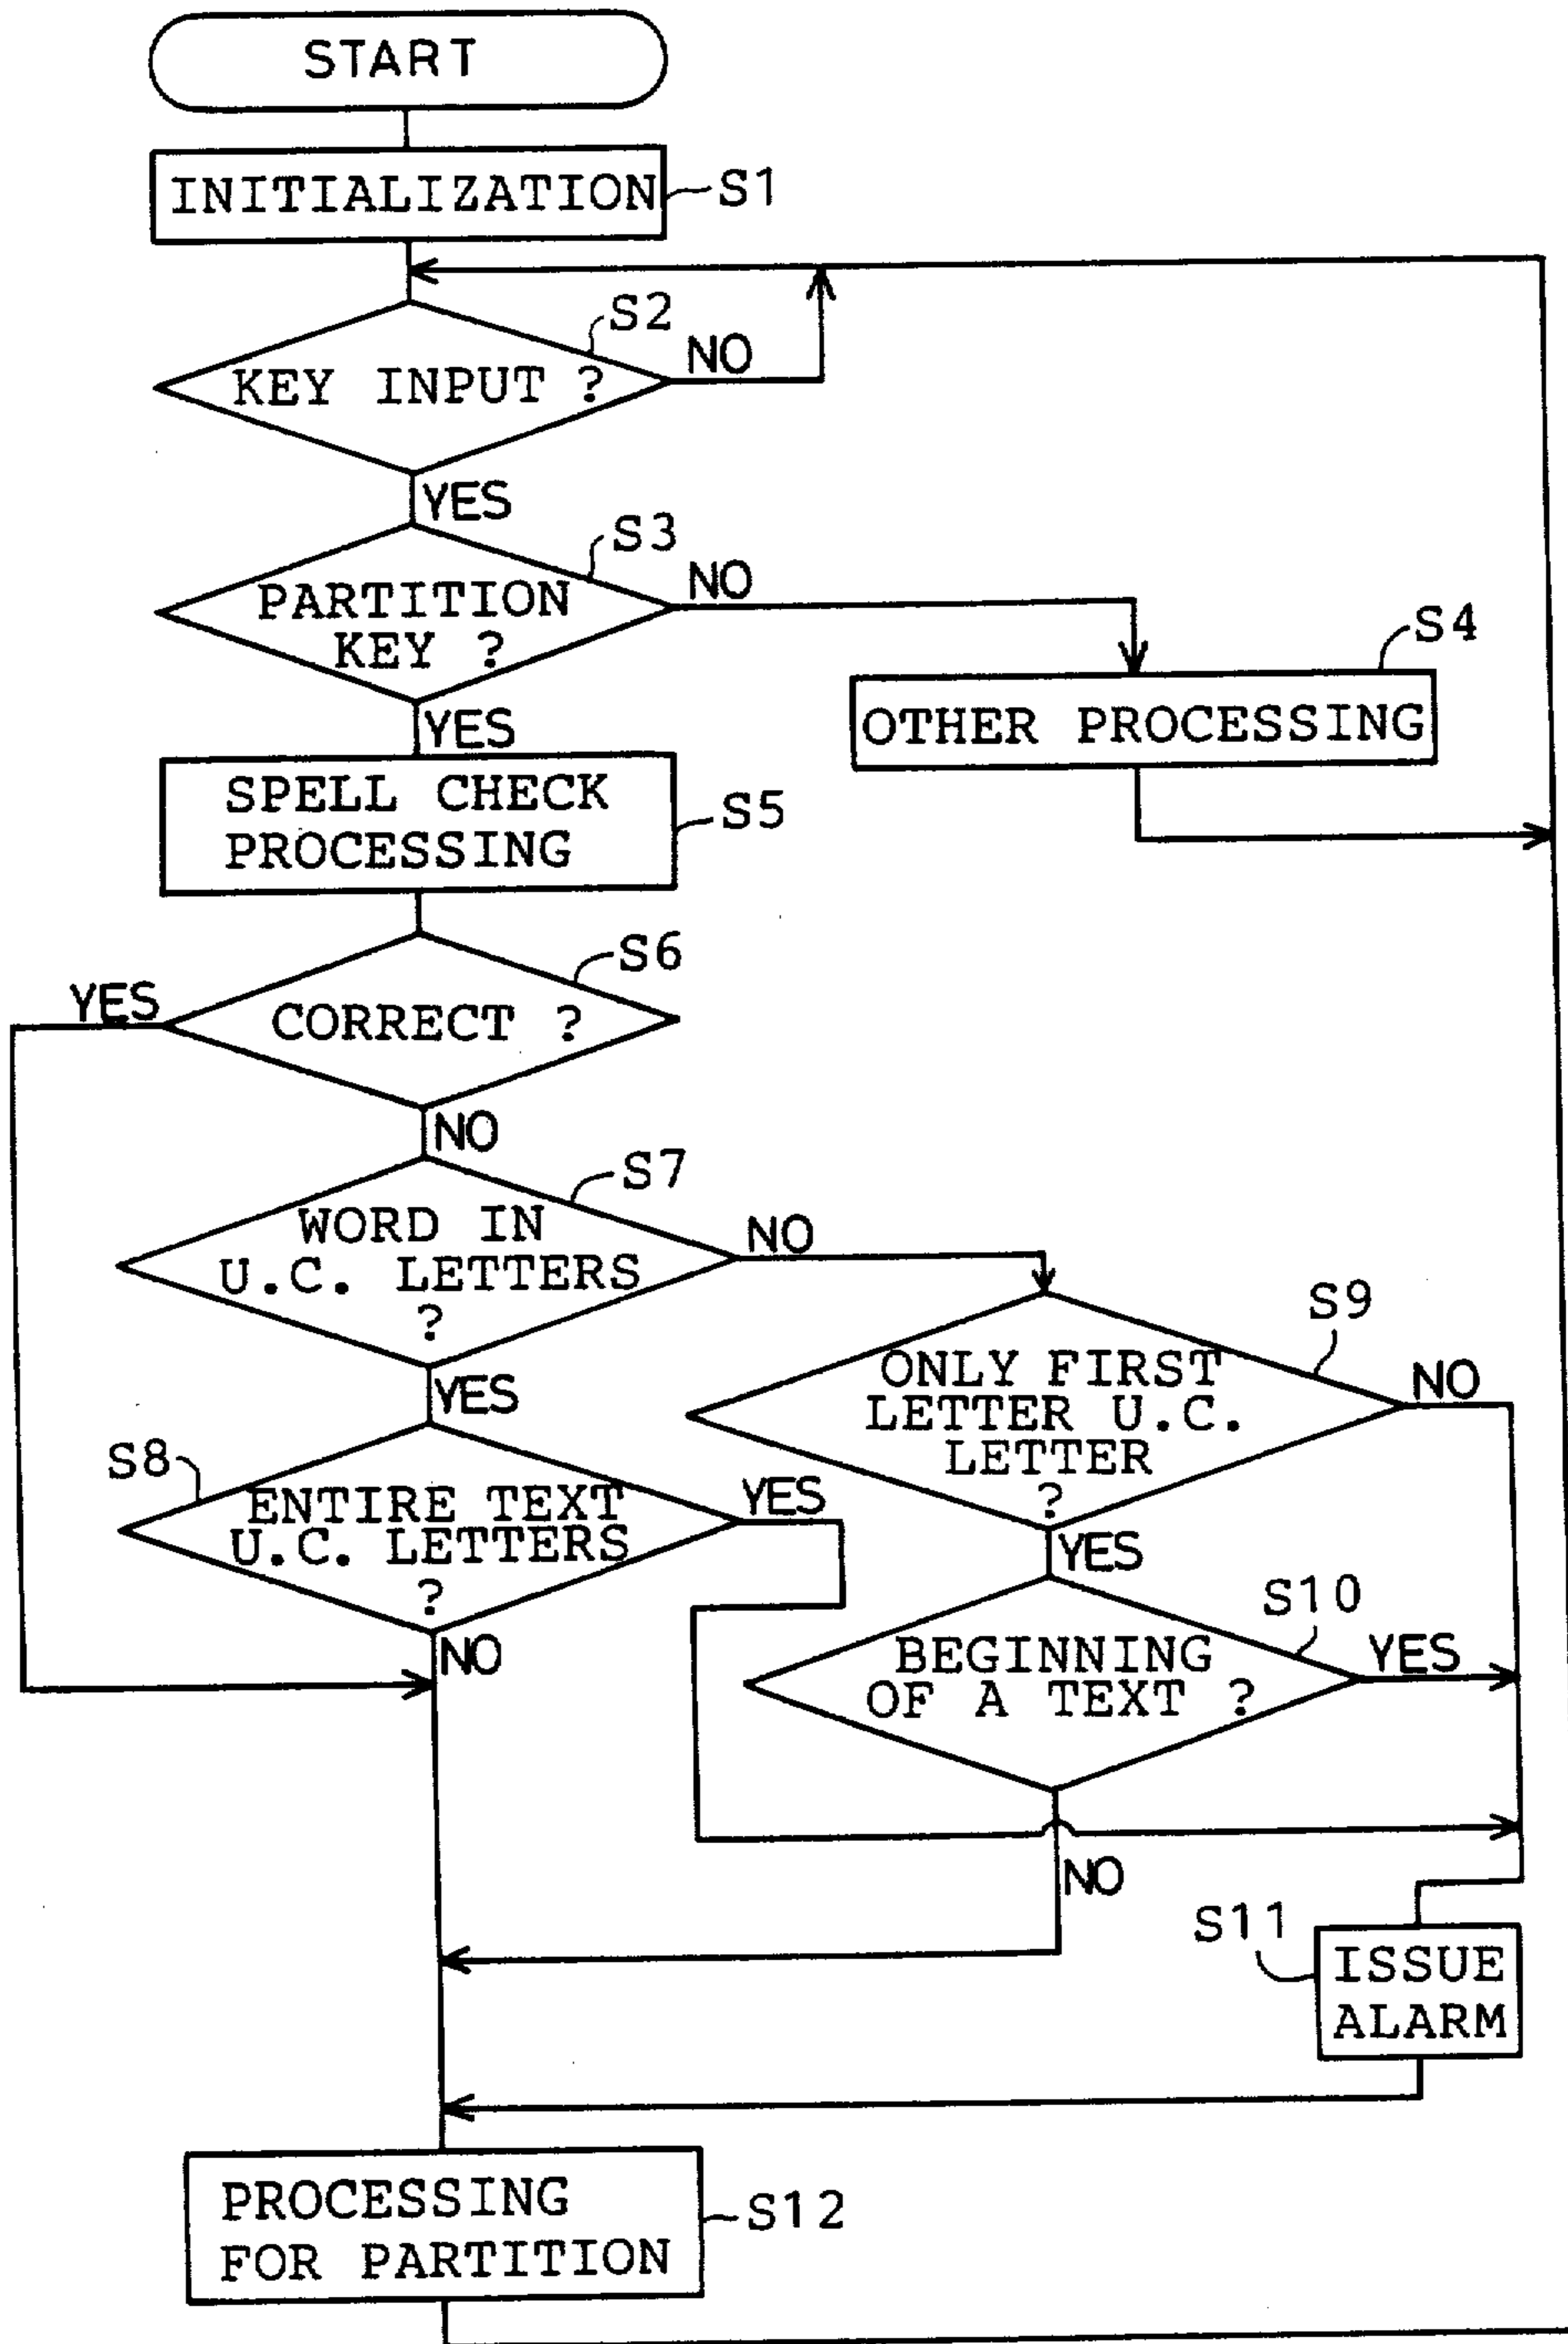 START
INITIALIZATION
S1
S2
KEY INPUT ?
NO
YES
S3
PARTITION
KEY ?
NO
S4
OTHER PROCESSING
YES
SPELL CHECK
PROCESSING
S5
S6
YES
CORRECT ?
NO
S7
WORD IN
U.C. LETTERS
?
NO
YES
S9
ONLY FIRST
LETTER U.C.
LETTER
?
NO
YES
S8
ENTIRE TEXT
U.C. LETTERS
?
YES
NO
S10
BEGINNING
OF A TEXT ?
YES
NO
S11
ISSUE
ALARM
PROCESSING
FOR PARTITION
S12